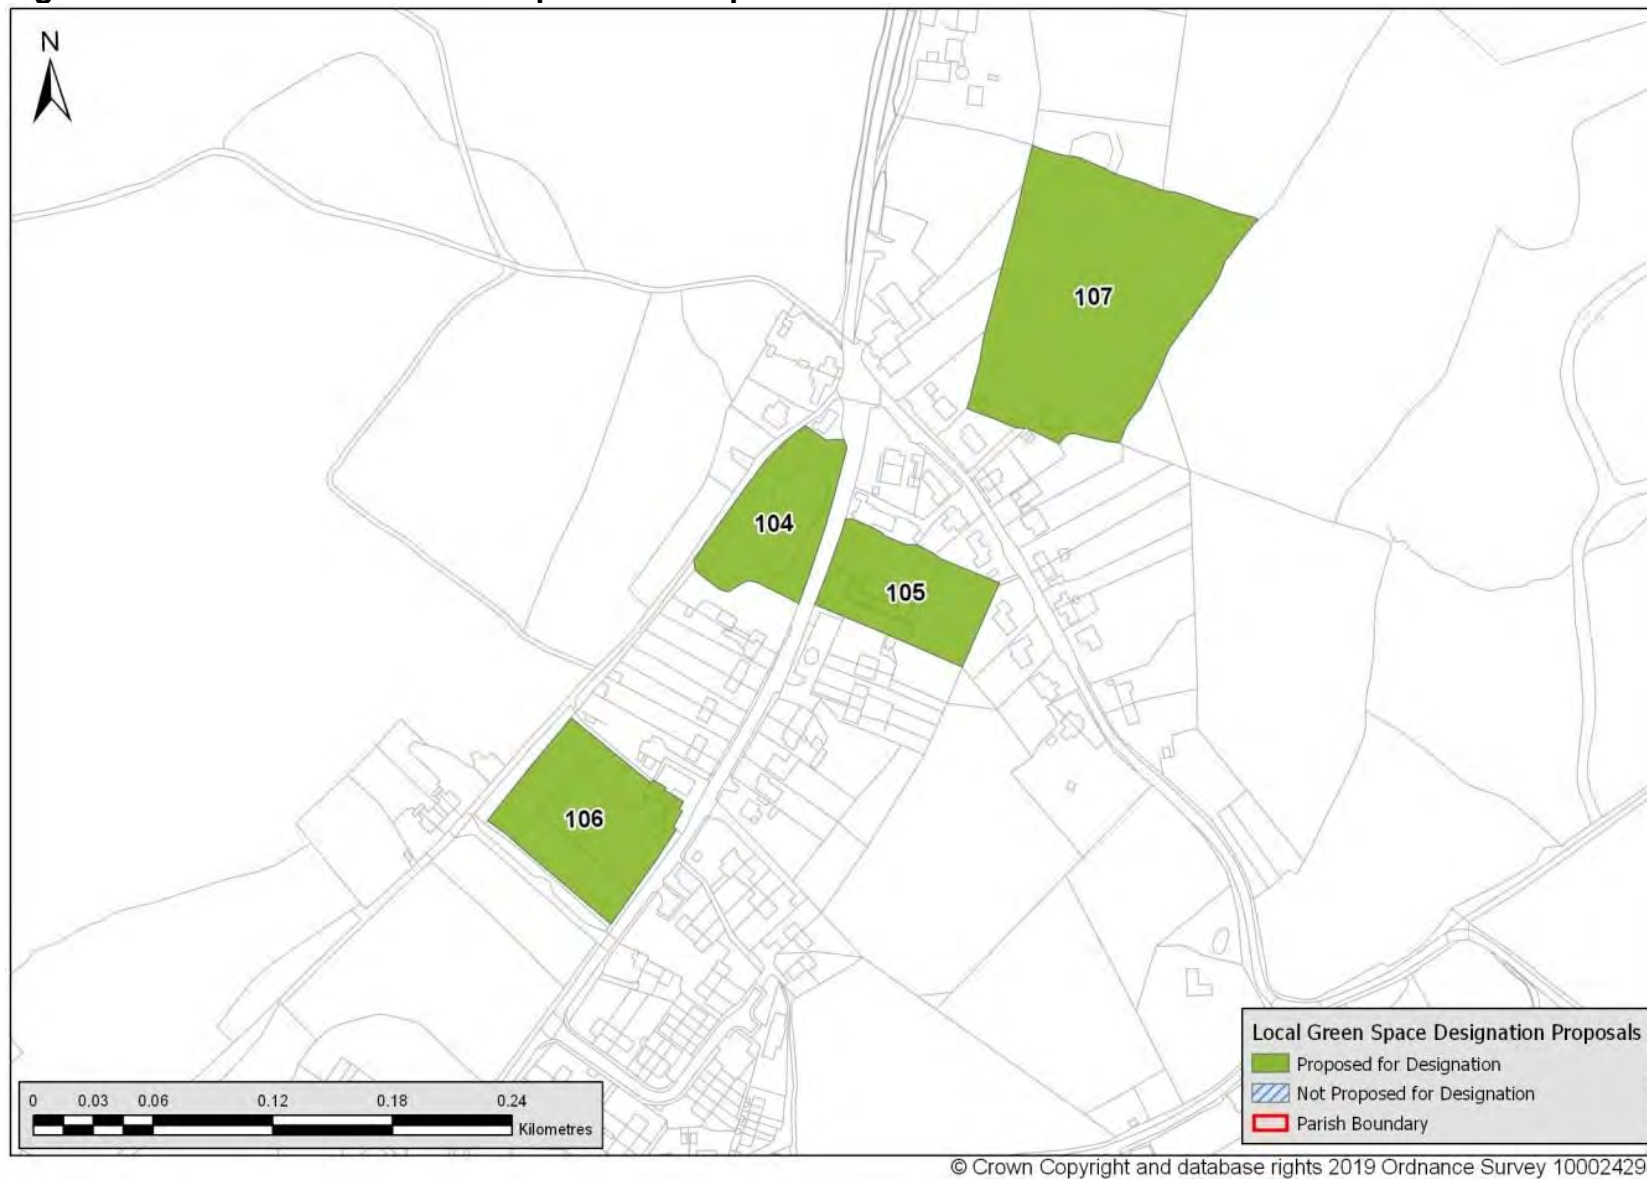 N
107
104
105
106
Local Green Space Designation Proposals
Proposed for Designation
Not Proposed for Designation
Parish Boundary
0 0.03 0.06 0.12 0.18 0.24
Kilometres
© Crown Copyright and database rights 2019 Ordnance Survey 10002429